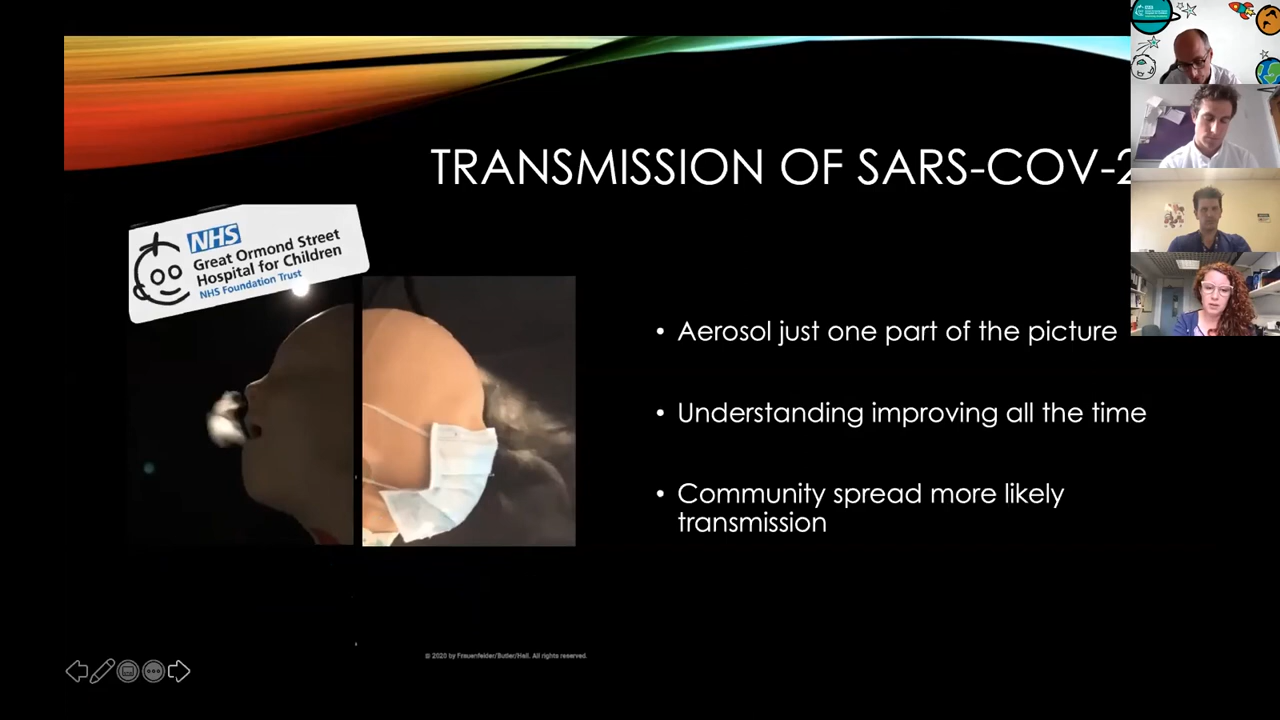 TRANSMISSION OF SARS-COV-2
NHS
Great Ormond Street
Hospital for Children
NHS Foundation Trust
• Aerosol just one part of the picture
• Understanding improving all the time
• Community spread more likely
transmission
© 2020 by Frauenfelder/Butler/Hall. All rights reserved.
NHS